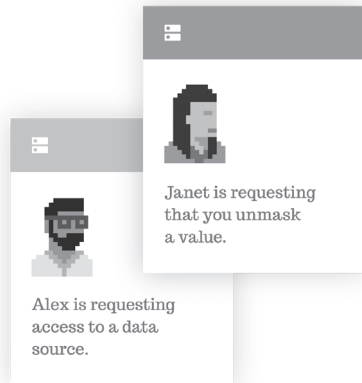 Janet is requesting
that you unmask
a value.
Alex is requesting
access to a data
source.